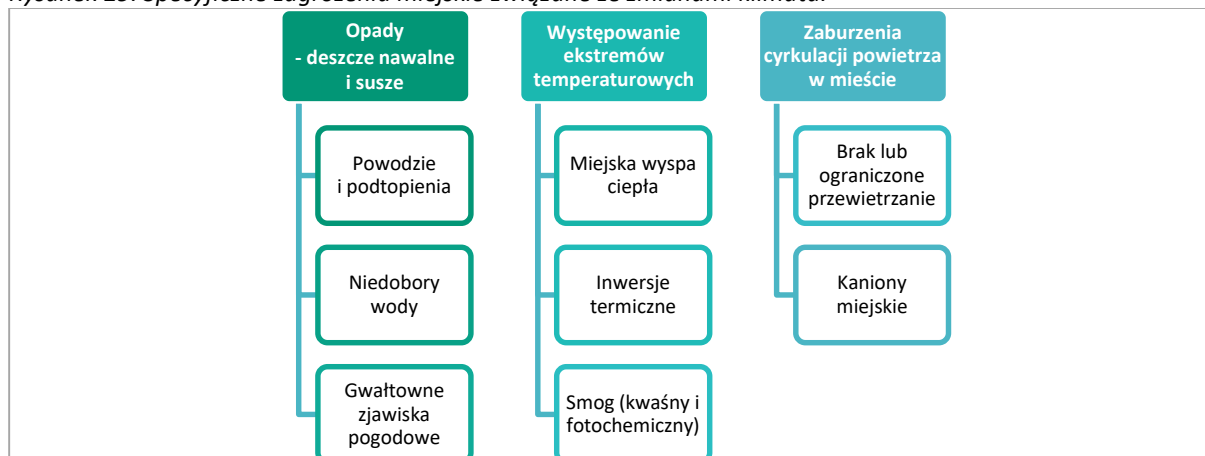 Opady
- deszcze nawalne
i susze
Powodzie
i podtopienia
Niedobory
wody
Gwałtowne
zjawiska
pogodowe
Występowanie
ekstremów
temperaturowych
Miejska wyspa
ciepła
Inwersje
termiczne
Smog (kwaśny i
fotochemiczny)
Zaburzenia
cyrkulacji powietrza
w mieście
Brak lub
ograniczone
przewietrzanie
Kaniony
miejskie